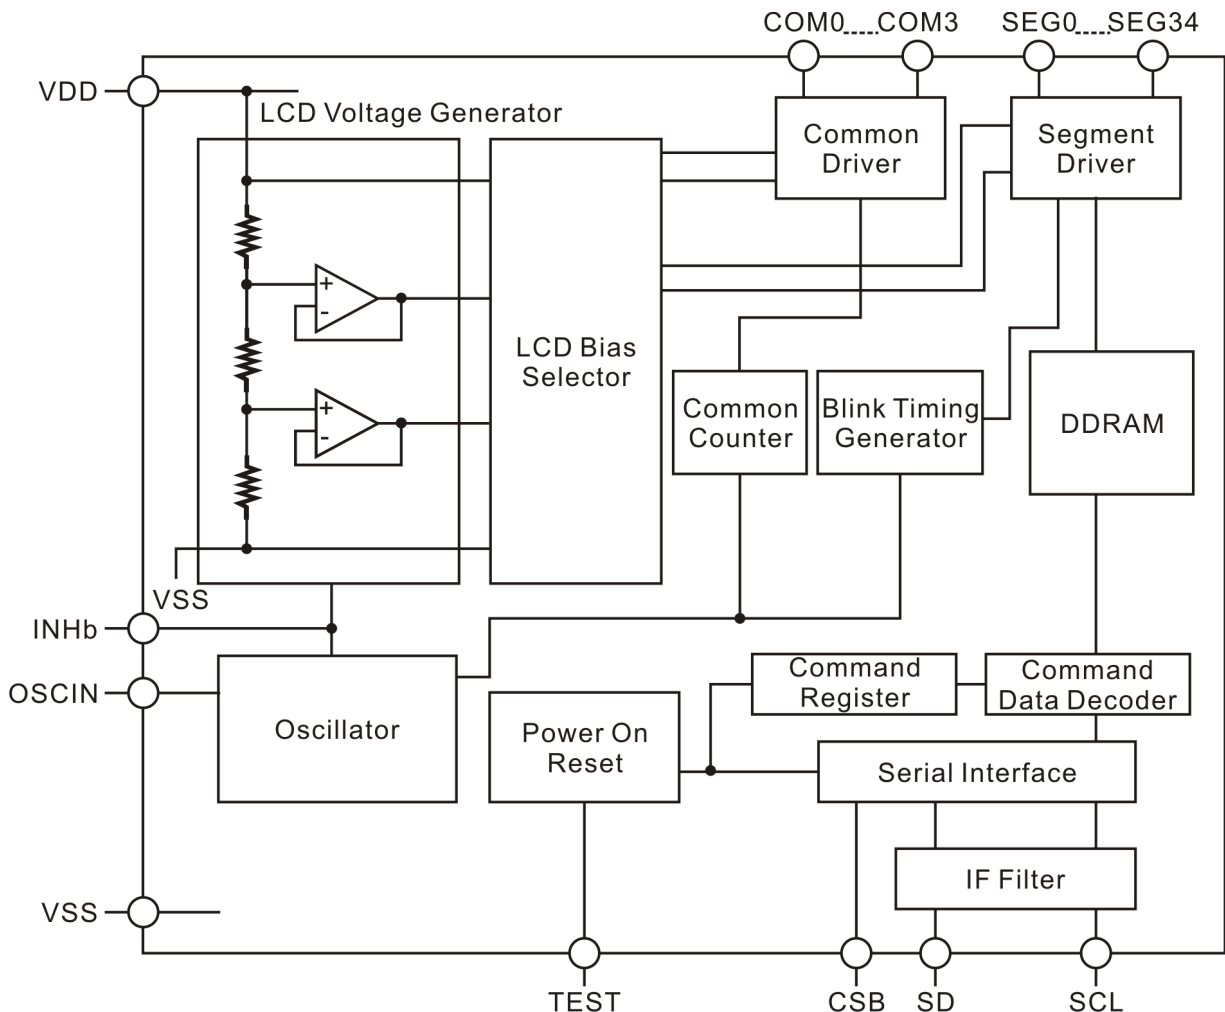 COM0.....COM3 SEG0.....SEG34
VDD
LCD Voltage Generator
Common
Driver
Segment
Driver
+
-
LCD Bias
Selector
+
-
Common
Counter
Blink Timing
Generator
DDRAM
VSS
INHb
OSCIN
Oscillator
Power On
Reset
Command
Register
Command
Data Decoder
Serial Interface
IF Filter
VSS
TEST
CSB
SD
SCL